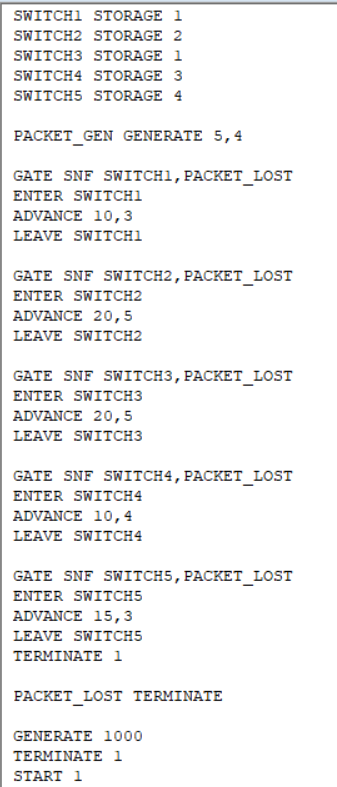 SWITCH1 STORAGE 1
SWITCH2 STORAGE 2
SWITCH3 STORAGE 1
SWITCH4 STORAGE 3
SWITCH5 STORAGE 4
PACKET_GEN GENERATE 5,4
GATE SNF SWITCH1,PACKET_LOST
ENTER SWITCH1
ADVANCE 10,3
LEAVE SWITCH1
GATE SNF SWITCH2,PACKET_LOST
ENTER SWITCH2
ADVANCE 20,5
LEAVE SWITCH2
GATE SNF SWITCH3,PACKET_LOST
ENTER SWITCH3
ADVANCE 20,5
LEAVE SWITCH3
GATE SNF SWITCH4,PACKET_LOST
ENTER SWITCH4
ADVANCE 10,4
LEAVE SWITCH4
GATE SNF SWITCH5,PACKET_LOST
ENTER SWITCH5
ADVANCE 15,3
LEAVE SWITCH5
TERMINATE 1
PACKET_LOST TERMINATE
GENERATE 1000
TERMINATE 1
START 1